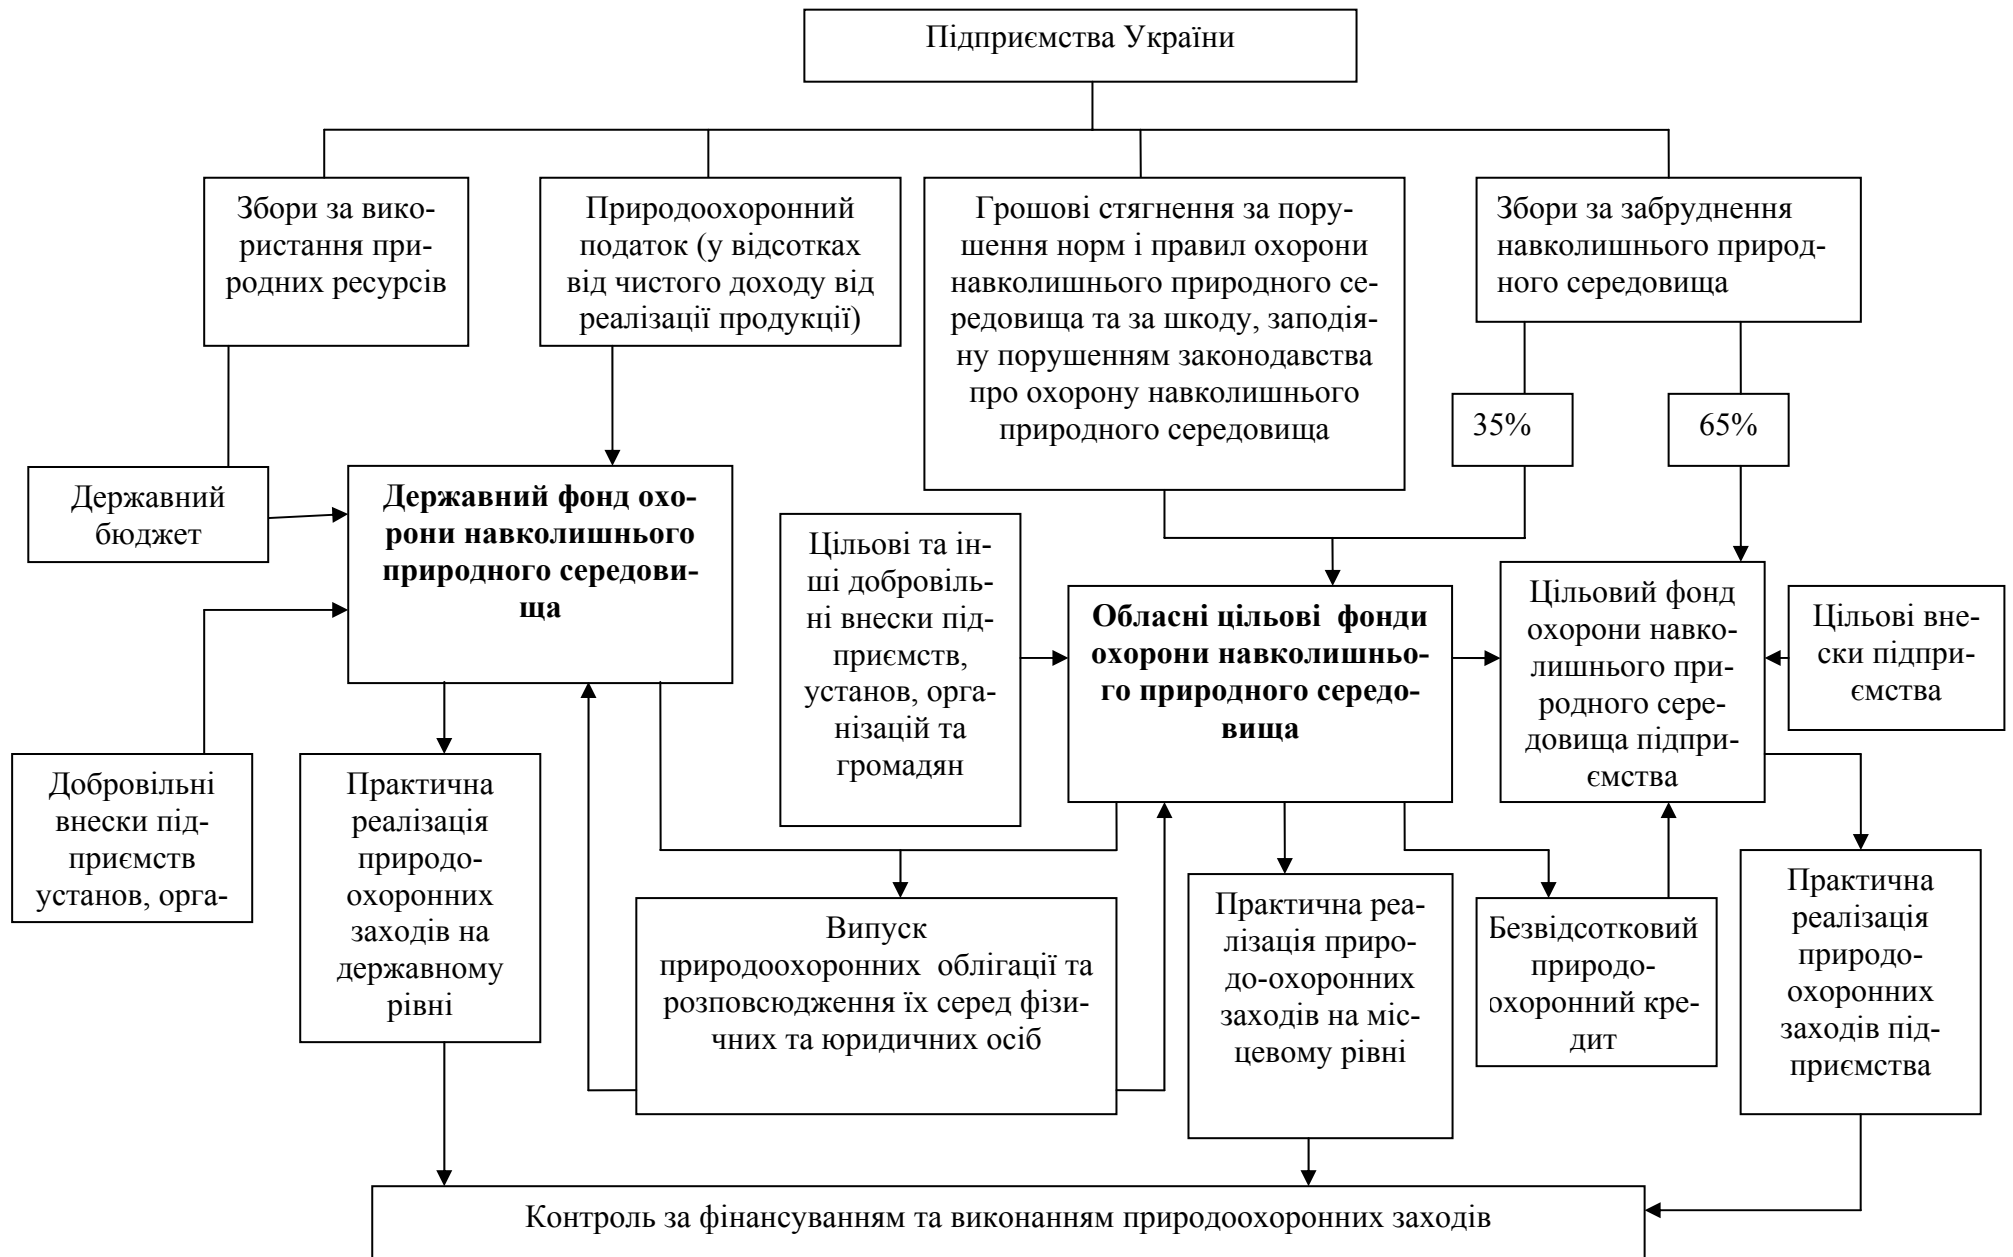 Підприємства України
Збори за вико-
ристання при-
родних ресурсів
Природоохоронний
податок (у відсотках
від чистого доходу від
реалізації продукції)
Грошові стягнення за пору-
шення норм і правил охорони
навколишнього природного се-
редовища та за шкоду, заподія-
ну порушенням законодавства
про охорону навколишнього
природного середовища
Збори за забруднення
навколишнього природ-
ного середовища
35%
65%
Державний
бюджет
Державний фонд охо-
рони навколишнього
природного середови-
ща
Цільові та ін-
ші добровіль-
ні внески під-
приємств,
установ, орга-
нізацій та
громадян
Обласні цільові  фонди
охорони навколишньо-
го природного середо-
вища
Цільовий фонд
охорони навко-
лишнього при-
родного сере-
довища підпри-
ємства
Цільові вне-
ски підпри-
ємства
Добровільні
внески під-
приємств
установ, орга-
Практична
реалізація
природо-
охоронних
заходів на
державному
рівні
Випуск
природоохоронних  облігації та
розповсюдження їх серед фізи-
чних та юридичних осіб
Практична реа-
лізація приро-
до-охоронних
заходів на міс-
цевому рівні
Безвідсотковий
природо-
охоронний кре-
дит
Практична
реалізація
природо-
охоронних
заходів під-
приємства
Контроль за фінансуванням та виконанням природоохоронних заходів